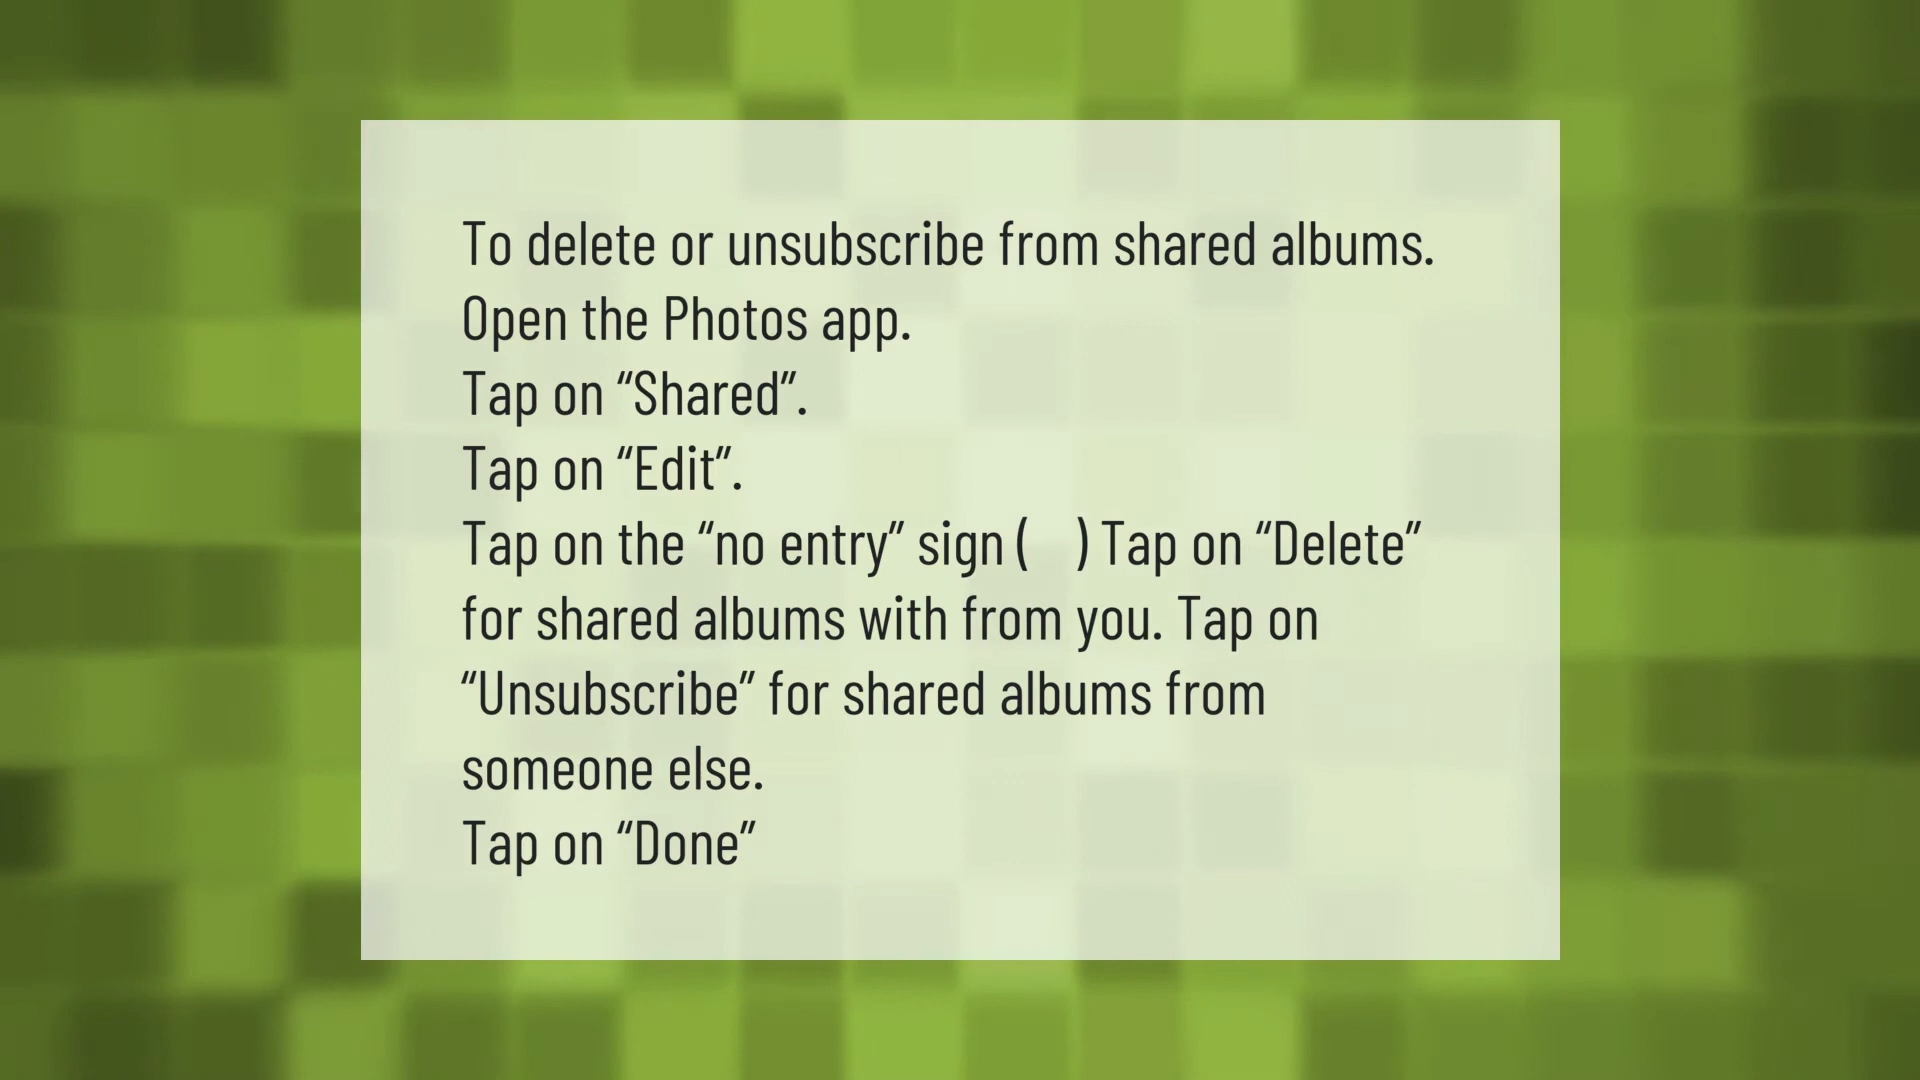 To delete or unsubscribe from shared albums.
Open the Photos app.
Tap on “Shared”.
Tap on “Edit”.
Tap on the “no entry” sign ( ) Tap on “Delete”
for shared albums with from you. Tap on
“Unsubscribe” for shared albums from
someone else.
Tap on “Done”